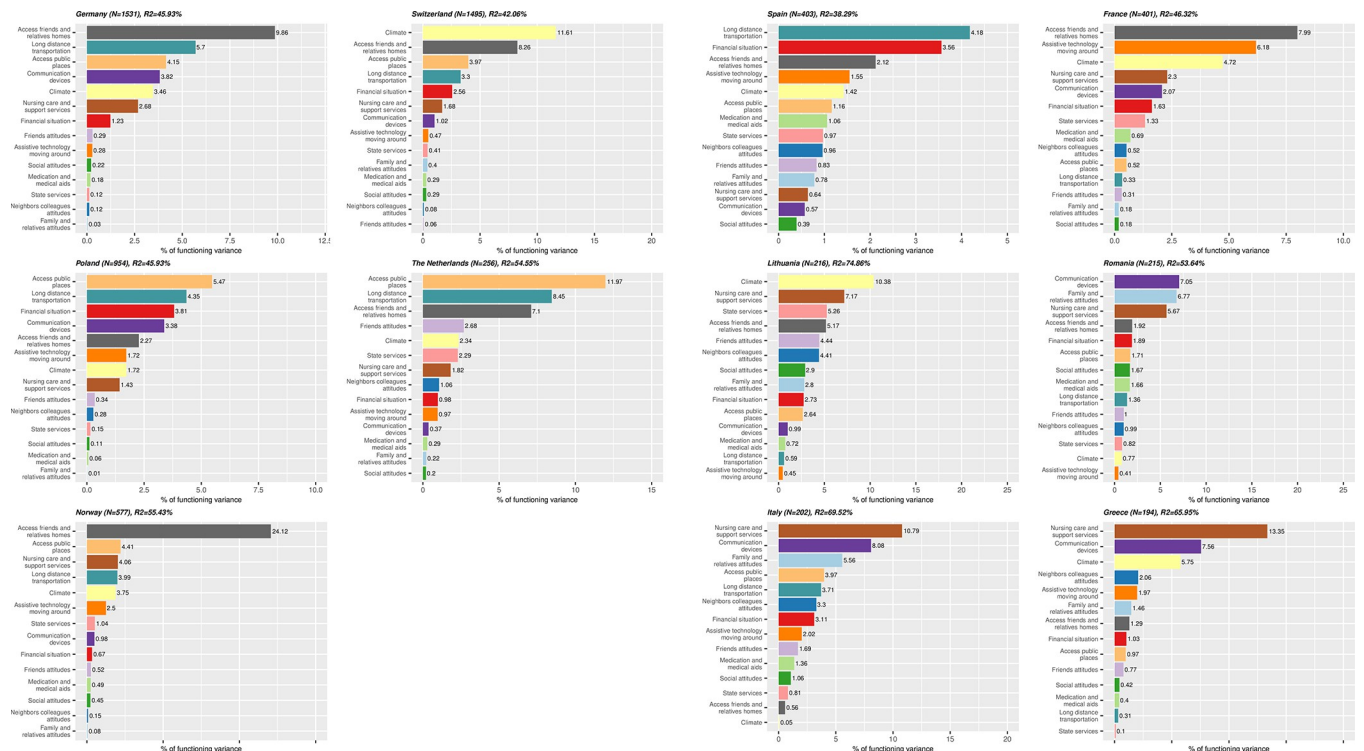 Germany (N=1531), R2=45.93%
Access friends and
relatives homes
9.86
Long distance
transportation
5.7
Access public
places
4.15
Communication
devices
3.82
Climate
3.46
Nursing care and
support services
2.68
Financial situation
1.23
Friends attitudes
0.29
Assistive technology
moving around
0.28
Social attitudes
0.22
Medication and
medical aids
0.18
State services
0.12
Neighbors colleagues
attitudes
0.12
Family and
relatives attitudes
0.03
0.0 2.5 5.0 7.5 10.0 12.5
% of functioning variance
Switzerland (N=1495), R2=42.06%
Climate
11.61
Access friends and
relatives homes
8.26
Access public
places
3.97
Long distance
transportation
3.3
Financial situation
2.56
Nursing care and
support services
1.68
Communication
devices
1.02
Assistive technology
moving around
0.47
State services
0.41
Family and
relatives attitudes
0.4
Medication and
medical aids
0.29
Social attitudes
0.29
Neighbors colleagues
attitudes
0.08
Friends attitudes
0.06
0 5 10 15 20
% of functioning variance
Spain (N=403), R2=38.29%
Long distance
transportation
4.18
Financial situation
3.56
Access friends and
relatives homes
2.12
Assistive technology
moving around
1.55
Climate
1.42
Access public
places
1.16
Medication and
medical aids
1.06
State services
0.97
Neighbors colleagues
attitudes
0.96
Friends attitudes
0.83
Family and
relatives attitudes
0.78
Nursing care and
support services
0.64
Communication
devices
0.57
Social attitudes
0.39
0 1 2 3 4 5
% of functioning variance
France (N=401), R2=46.32%
Access friends and
relatives homes
7.99
Assistive technology
moving around
6.18
Climate
4.72
Nursing care and
support services
2.3
Communication
devices
2.07
Financial situation
1.63
State services
1.33
Medication and
medical aids
0.69
Neighbors colleagues
attitudes
0.52
Access public
places
0.52
Long distance
transportation
0.33
Friends attitudes
0.31
Family and
relatives attitudes
0.18
Social attitudes
0.18
0.0 2.5 5.0 7.5 10.0
% of functioning variance
Poland (N=954), R2=45.93%
Access public
places
5.47
Long distance
transportation
4.35
Financial situation
3.81
Communication
devices
3.38
Access friends and
relatives homes
2.27
Assistive technology
moving around
1.72
Climate
1.72
Nursing care and
support services
1.43
Friends attitudes
0.34
Neighbors colleagues
attitudes
0.28
State services
0.15
Social attitudes
0.11
Medication and
medical aids
0.06
Family and
relatives attitudes
0.01
0.0 2.5 5.0 7.5 10.0
% of functioning variance
The Netherlands (N=256), R2=54.55%
Access public
places
11.97
Long distance
transportation
8.45
Access friends and
relatives homes
7.1
Friends attitudes
2.68
Climate
2.34
State services
2.29
Nursing care and
support services
1.82
Neighbors colleagues
attitudes
1.06
Financial situation
0.98
Assistive technology
moving around
0.97
Communication
devices
0.37
Medication and
medical aids
0.29
Family and
relatives attitudes
0.22
Social attitudes
0.2
0 5 10 15
% of functioning variance
Lithuania (N=216), R2=74.86%
Climate
10.38
Nursing care and
support services
7.17
State services
5.26
Access friends and
relatives homes
5.17
Friends attitudes
4.44
Neighbors colleagues
attitudes
4.41
Social attitudes
2.9
Family and
relatives attitudes
2.8
Financial situation
2.73
Access public
places
2.64
Communication
devices
0.99
Medication and
medical aids
0.72
Long distance
transportation
0.59
Assistive technology
moving around
0.45
0 5 10 15 20 25
% of functioning variance
Romania (N=215), R2=53.64%
Communication
devices
7.05
Family and
relatives attitudes
6.77
Nursing care and
support services
5.67
Access friends and
relatives homes
1.92
Financial situation
1.89
Access public
places
1.71
Social attitudes
1.67
Medication and
medical aids
1.66
Long distance
transportation
1.36
Friends attitudes
1
Neighbors colleagues
attitudes
0.99
State services
0.82
Climate
0.77
Assistive technology
moving around
0.41
0 5 10 15 20 25
% of functioning variance
Norway (N=577), R2=55.43%
Access friends and
relatives homes
24.12
Access public
places
4.41
Nursing care and
support services
4.06
Long distance
transportation
3.99
Climate
3.75
Assistive technology
moving around
2.5
State services
1.04
Communication
devices
0.98
Financial situation
0.67
Friends attitudes
0.52
Medication and
medical aids
0.49
Social attitudes
0.45
Neighbors colleagues
attitudes
0.15
Family and
relatives attitudes
0.08
% of functioning variance
Italy (N=202), R2=69.52%
Nursing care and
support services
10.79
Communication
devices
8.08
Family and
relatives attitudes
5.56
Access public
places
3.97
Long distance
transportation
3.71
Neighbors colleagues
attitudes
3.3
Financial situation
3.11
Assistive technology
moving around
2.02
Friends attitudes
1.69
Medication and
medical aids
1.36
Social attitudes
1.06
State services
0.81
Access friends and
relatives homes
0.56
Climate
0.05
0 5 10 15 20
% of functioning variance
Greece (N=194), R2=65.95%
Nursing care and
support services
13.35
Communication
devices
7.56
Climate
5.75
Neighbors colleagues
attitudes
2.06
Assistive technology
moving around
1.97
Family and
relatives attitudes
1.46
Access friends and
relatives homes
1.29
Financial situation
1.03
Access public
places
0.97
Friends attitudes
0.77
Social attitudes
0.42
Medication and
medical aids
0.4
Long distance
transportation
0.31
State services
0.1
% of functioning variance